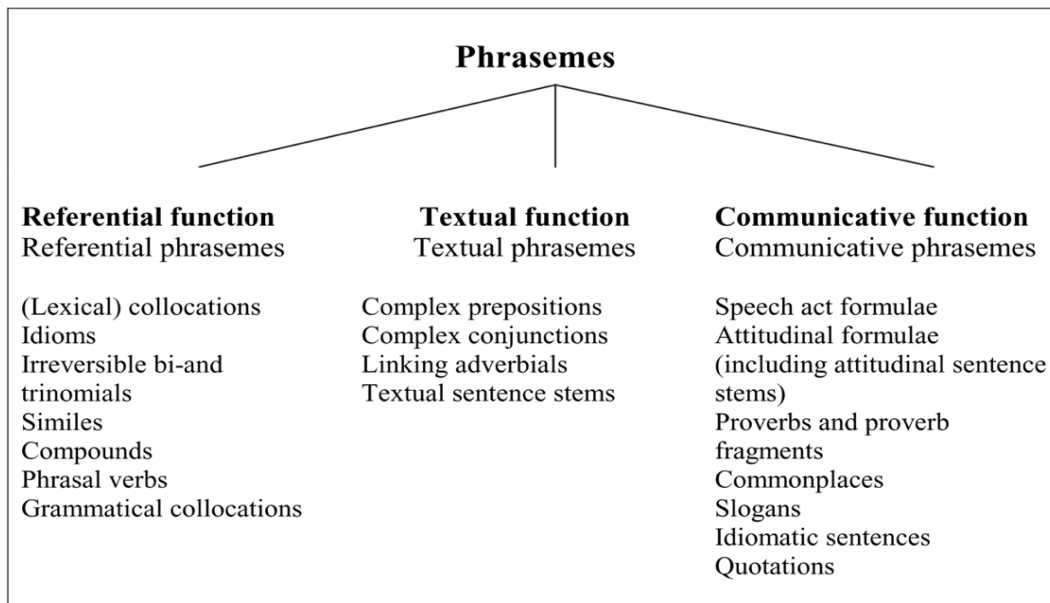 Phrasemes
Referential function
Referential phrasemes
(Lexical) collocations
Idioms
Irreversible bi-and
trinomials
Similes
Compounds
Phrasal verbs
Grammatical collocations
Textual function
Textual phrasemes
Complex prepositions
Complex conjunctions
Linking adverbials
Textual sentence stems
Communicative function
Communicative phrasemes
Speech act formulae
Attitudinal formulae
(including attitudinal sentence
stems)
Proverbs and proverb
fragments
Commonplaces
Slogans
Idiomatic sentences
Quotations